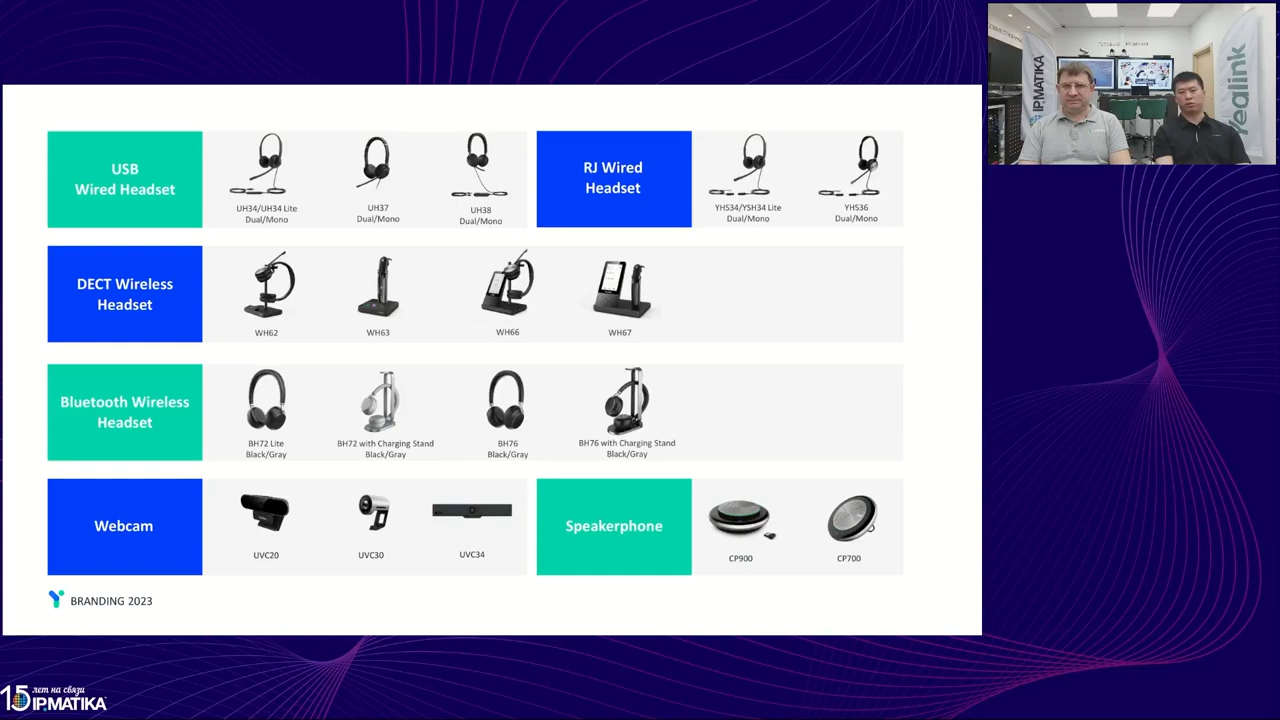 USB
Wired Headset
UH34/UH34 Lite
Dual/Mono
UH37
Dual/Mono
UH38
Dual/Mono
RJ Wired
Headset
YHS34/YSH34 Lite
Dual/Mono
YHS36
Dual/Mono
DECT Wireless
Headset
WH62
WH63
WH66
WH67
Bluetooth Wireless
Headset
BH72 Lite
Black/Gray
BH72 with Charging Stand
Black/Gray
BH76
Black/Gray
BH76 with Charging Stand
Black/Gray
Webcam
UVC20
UVC30
UVC34
Speakerphone
CP900
CP700
BRANDING 2023
IPMATIKA
Yealink
15 лет на связи
IPMATIKA